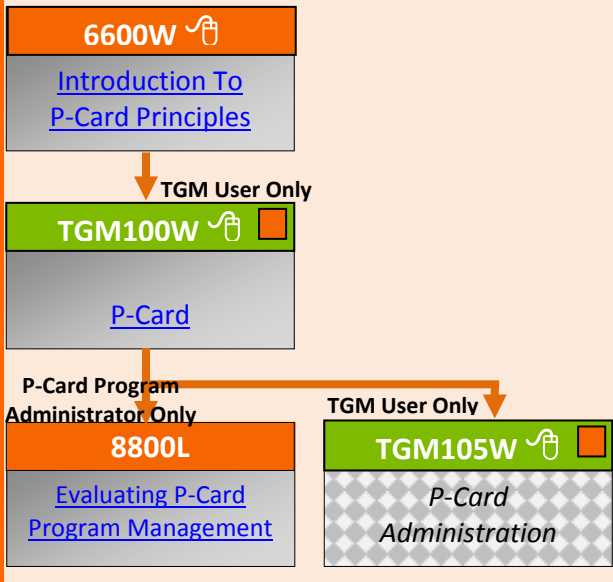 6600W
Introduction To
P-Card Principles
TGM User Only
TGM100W
P-Card
P-Card Program
Administrator Only
8800L
Evaluating P-Card
Program Management
TGM User Only
TGM105W
P-Card
Administration